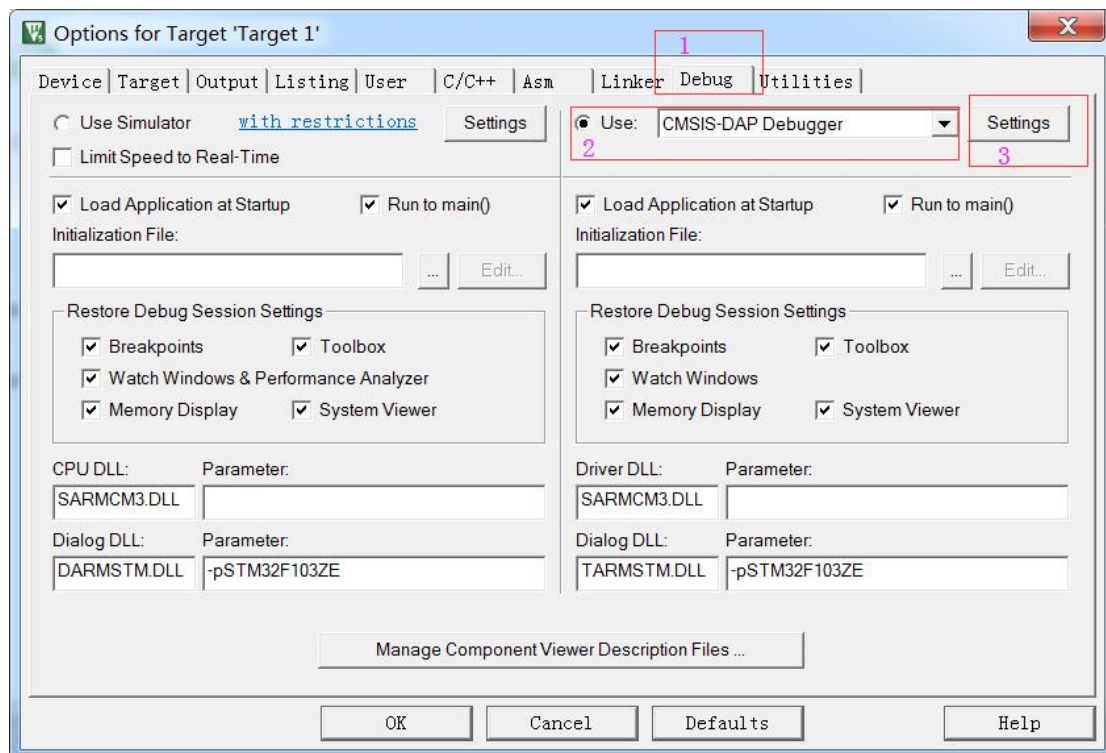 Options for Target 'Target 1'
1
Device Target Output Listing User C/C++ Asm Linker Debug Utilities
Use Simulator with restrictions Settings Use: CMSIS-DAP Debugger Settings
2 3
Limit Speed to Real-Time
Load Application at Startup Run to main() Load Application at Startup Run to main()
Initialization File: Initialization File:
... Edit... ... Edit...
Restore Debug Session Settings Restore Debug Session Settings
Breakpoints Toolbox Breakpoints Toolbox
Watch Windows & Performance Analyzer Watch Windows
Memory Display System Viewer Memory Display System Viewer
CPU DLL: Parameter: Driver DLL: Parameter:
SARMCM3.DLL SARMCM3.DLL
Dialog DLL: Parameter: Dialog DLL: Parameter:
DARMSTM.DLL -pSTM32F103ZE TARMSTM.DLL -pSTM32F103ZE
Manage Component Viewer Description Files ...
OK Cancel Defaults Help